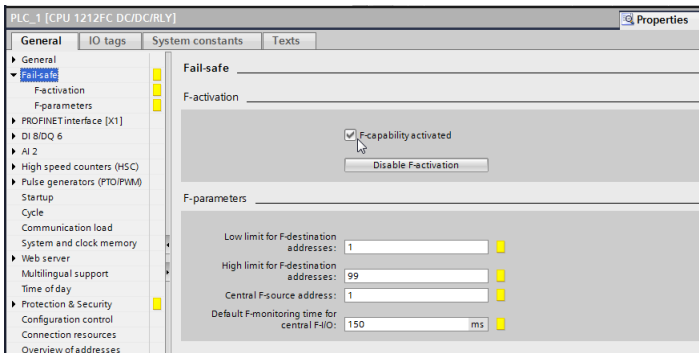 PLC_1 [CPU 1212FC DC/DC/RLY]
Properties
General IO tags System constants Texts
General
Fail-safe
F-activation
F-parameters
PROFINET interface [X1]
DI 8/DQ 6
AI 2
High speed counters (HSC)
Pulse generators (PTO/PWM)
Startup
Cycle
Communication load
System and clock memory
Web server
Multilingual support
Time of day
Protection & Security
Configuration control
Connection resources
Overview of addresses
Fail-safe
F-activation
F-capability activated
Disable F-activation
F-parameters
Low limit for F-destination
addresses: 1
High limit for F-destination
addresses: 99
Central F-source address: 1
Default F-monitoring time for
central F-I/O: 150 ms